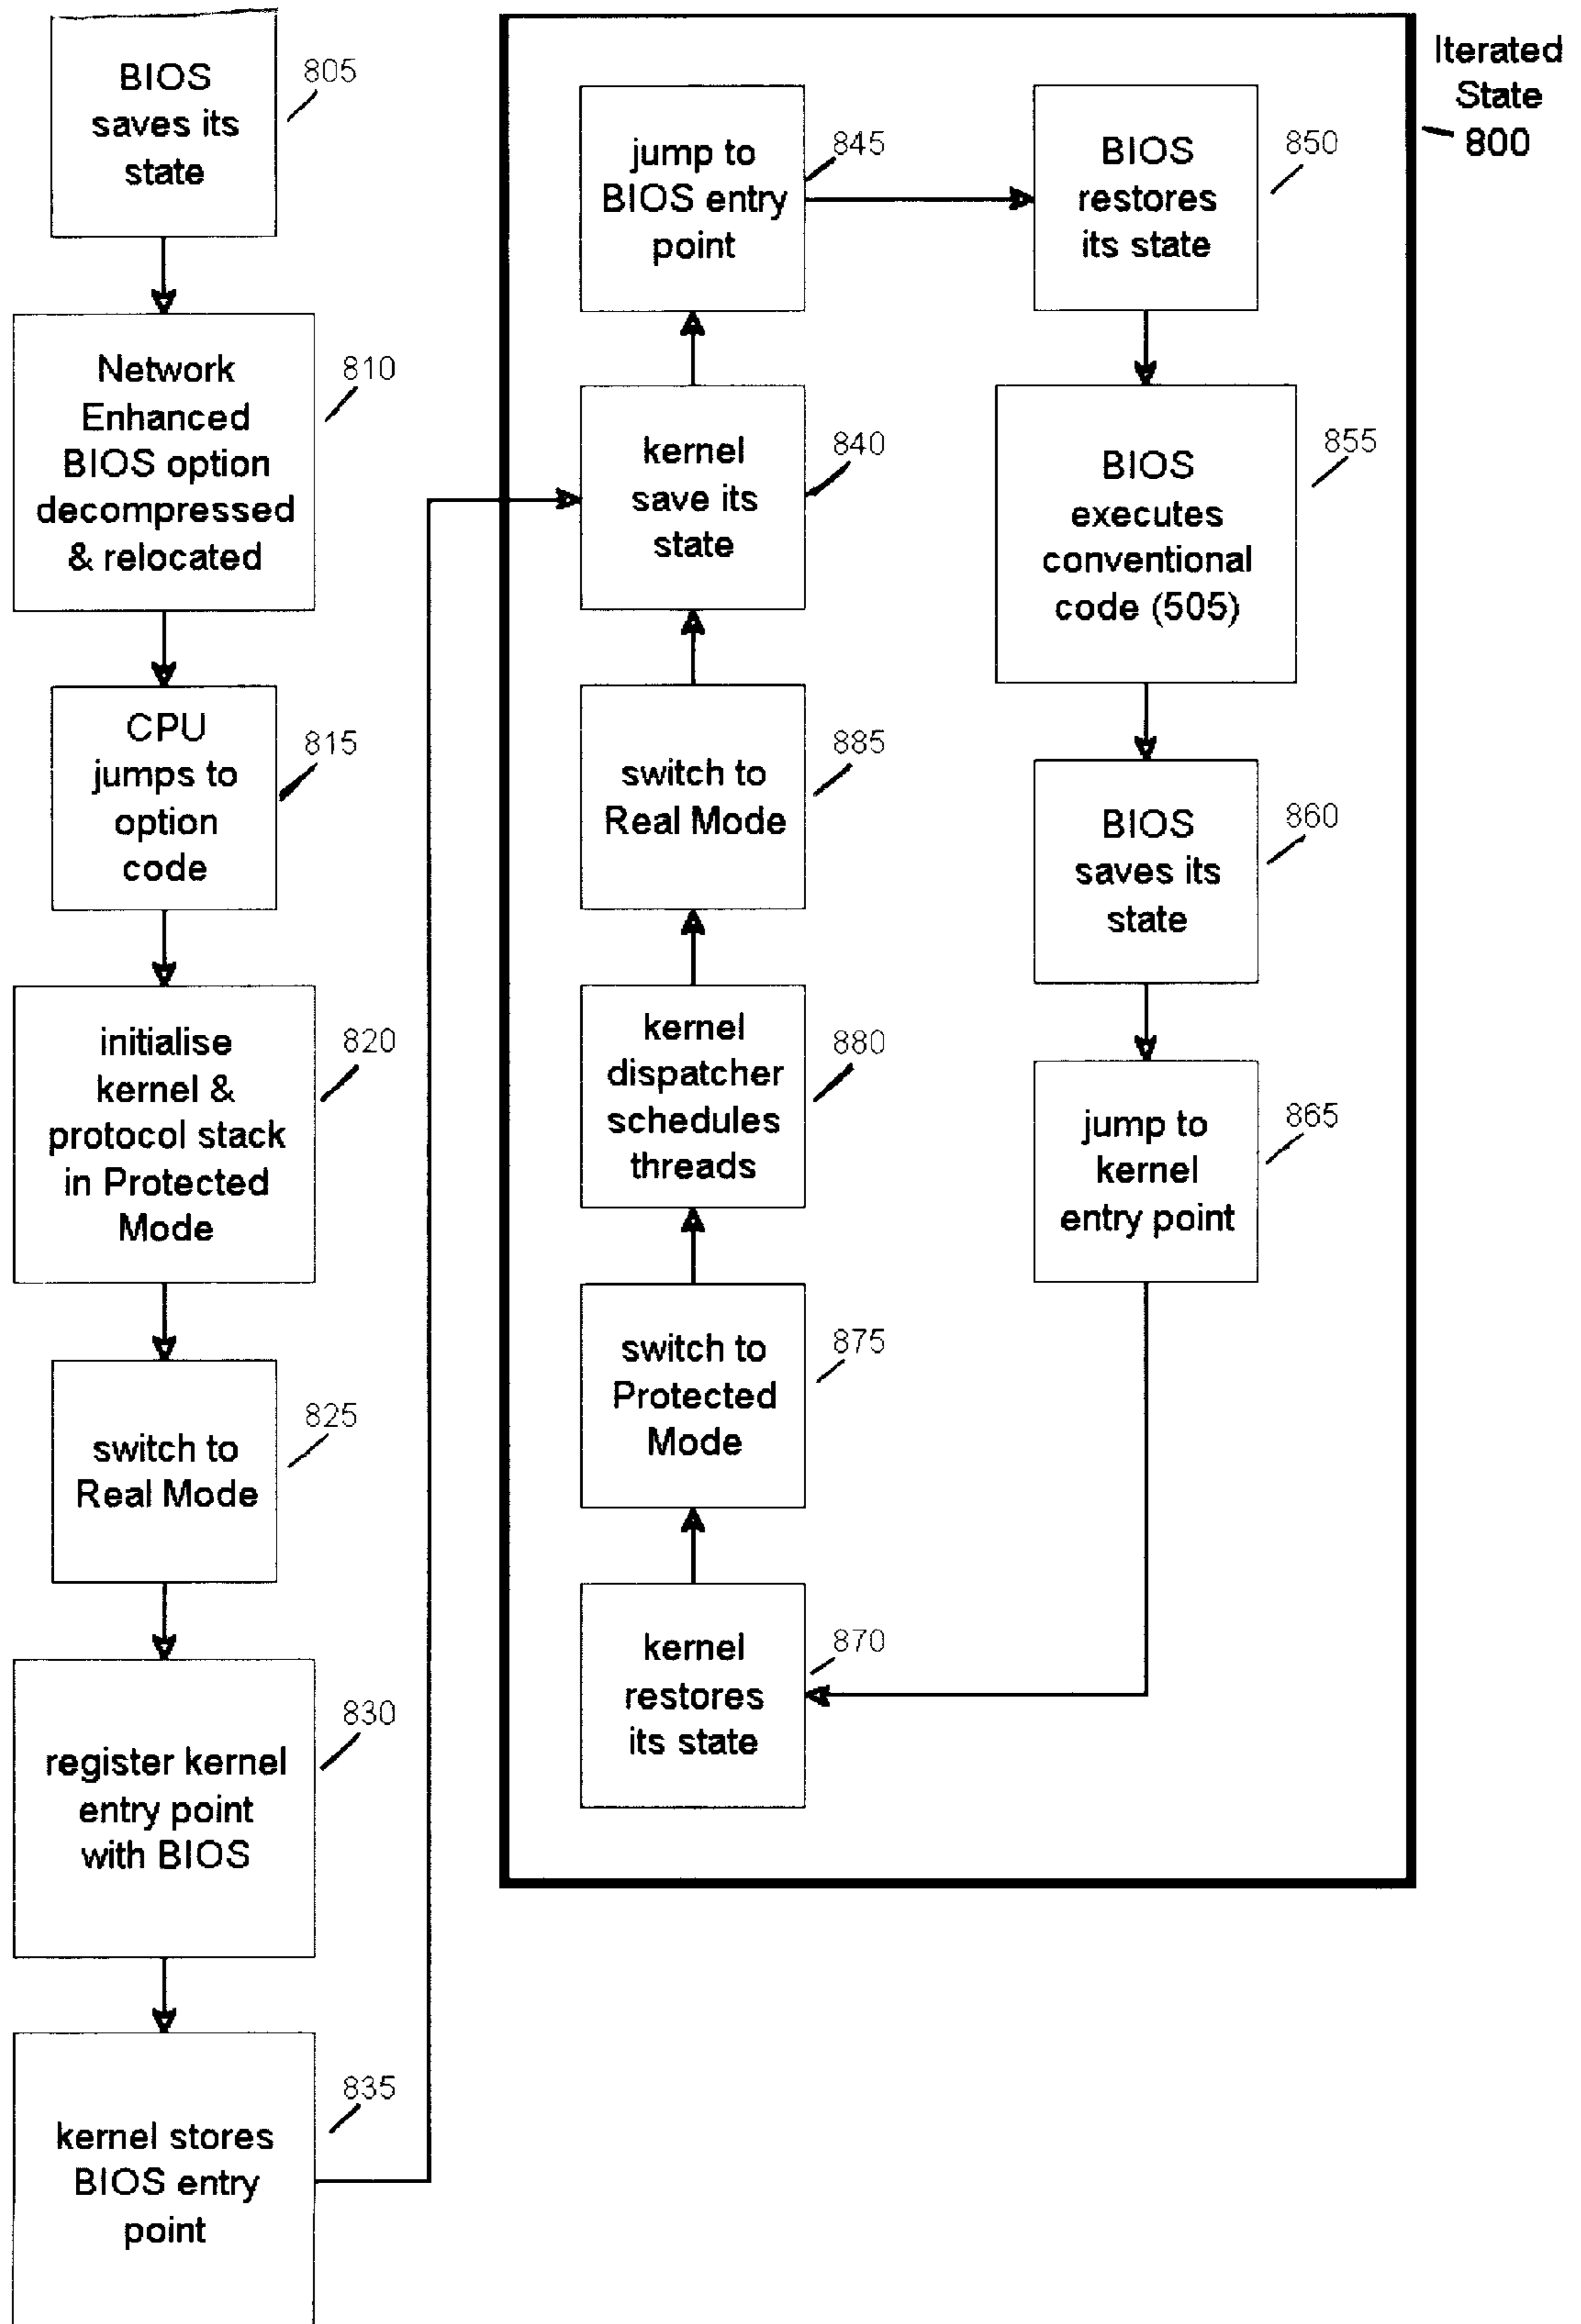 BIOS
saves its
state
805
Network
Enhanced
BIOS option
decompressed
& relocated
810
CPU
jumps to
option
code
815
initialise
kernel &
protocol stack
in Protected
Mode
820
switch to
Real Mode
825
register kernel
entry point
with BIOS
830
kernel stores
BIOS entry
point
835
Iterated
State
800
jump to
BIOS entry
point
845
BIOS
restores
its state
850
kernel
save its
state
840
BIOS
executes
conventional
code (505)
855
switch to
Real Mode
885
BIOS
saves its
state
860
kernel
dispatcher
schedules
threads
880
jump to
kernel
entry point
865
switch to
Protected
Mode
875
kernel
restores
its state
870